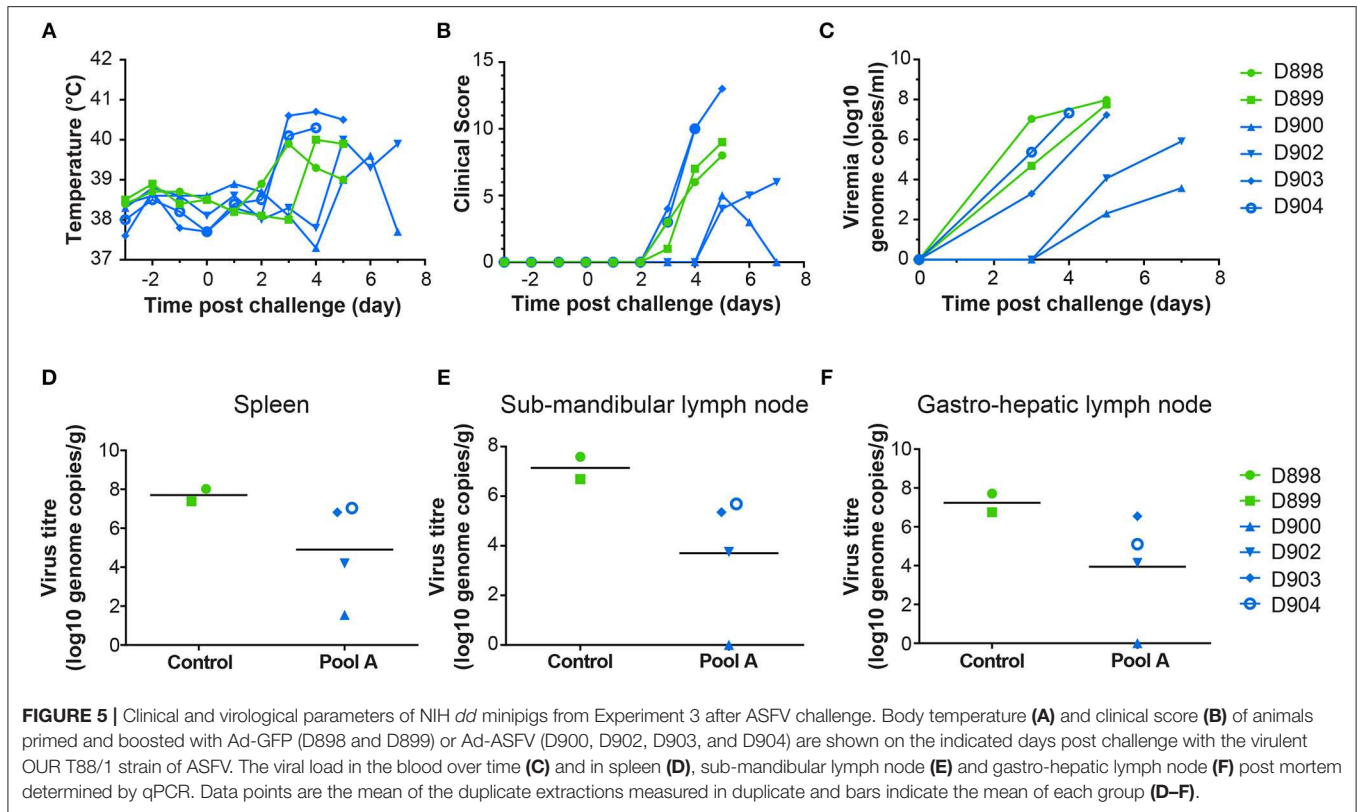 A
42
41
40
39
38
37
Temperature (°C)
-2
0
2
4
6
8
Time post challenge (day)
B
15
10
5
0
Clinical Score
-2
0
2
4
6
8
Time post challenge (days)
C
10
8
6
4
2
0
Viremia (log10
genome copies/ml)
0
2
4
6
8
Time post challenge (days)
D898
D899
D900
D902
D903
D904
D
Spleen
10
8
6
4
2
0
Virus titre
(log10 genome copies/g)
Control
Pool A
E
Sub-mandibular lymph node
8
6
4
2
0
Virus titre
(log10 genome copies/g)
Control
Pool A
F
Gastro-hepatic lymph node
10
8
6
4
2
0
Virus titre
(log10 genome copies/g)
Control
Pool A
D898
D899
D900
D902
D903
D904
FIGURE 5 | Clinical and virological parameters of NIH dd minipigs from Experiment 3 after ASFV challenge. Body temperature (A) and clinical score (B) of animals
primed and boosted with Ad-GFP (D898 and D899) or Ad-ASFV (D900, D902, D903, and D904) are shown on the indicated days post challenge with the virulent
OUR T88/1 strain of ASFV. The viral load in the blood over time (C) and in spleen (D), sub-mandibular lymph node (E) and gastro-hepatic lymph node (F) post mortem
determined by qPCR. Data points are the mean of the duplicate extractions measured in duplicate and bars indicate the mean of each group (D–F).